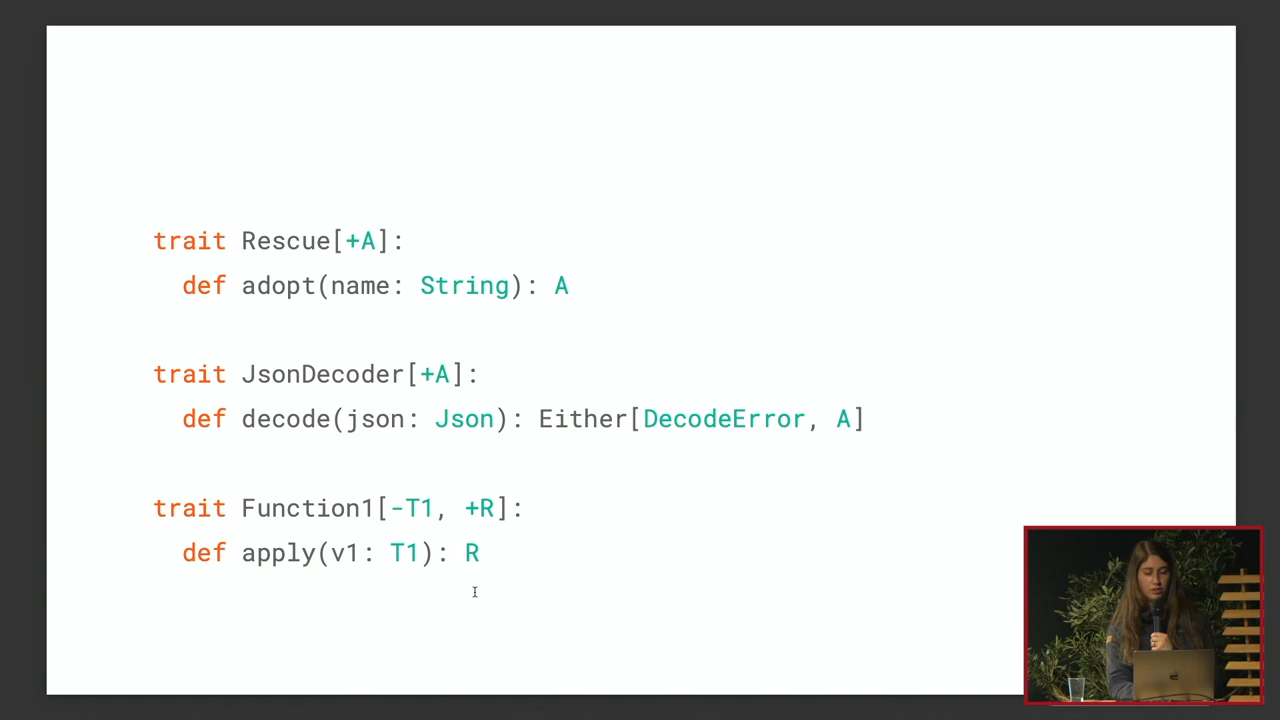 trait Rescue[+A]:
def adopt(name: String): A
trait JsonDecoder[+A]:
def decode(json: Json): Either[DecodeError, A]
trait Function1[-T1, +R]:
def apply(v1: T1): R